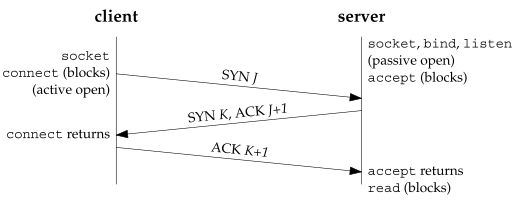 client
server
socket
connect (blocks)
(active open)
socket, bind, listen
(passive open)
accept (blocks)
SYN J
SYN K, ACK J+1
connect returns
ACK K+1
accept returns
read (blocks)